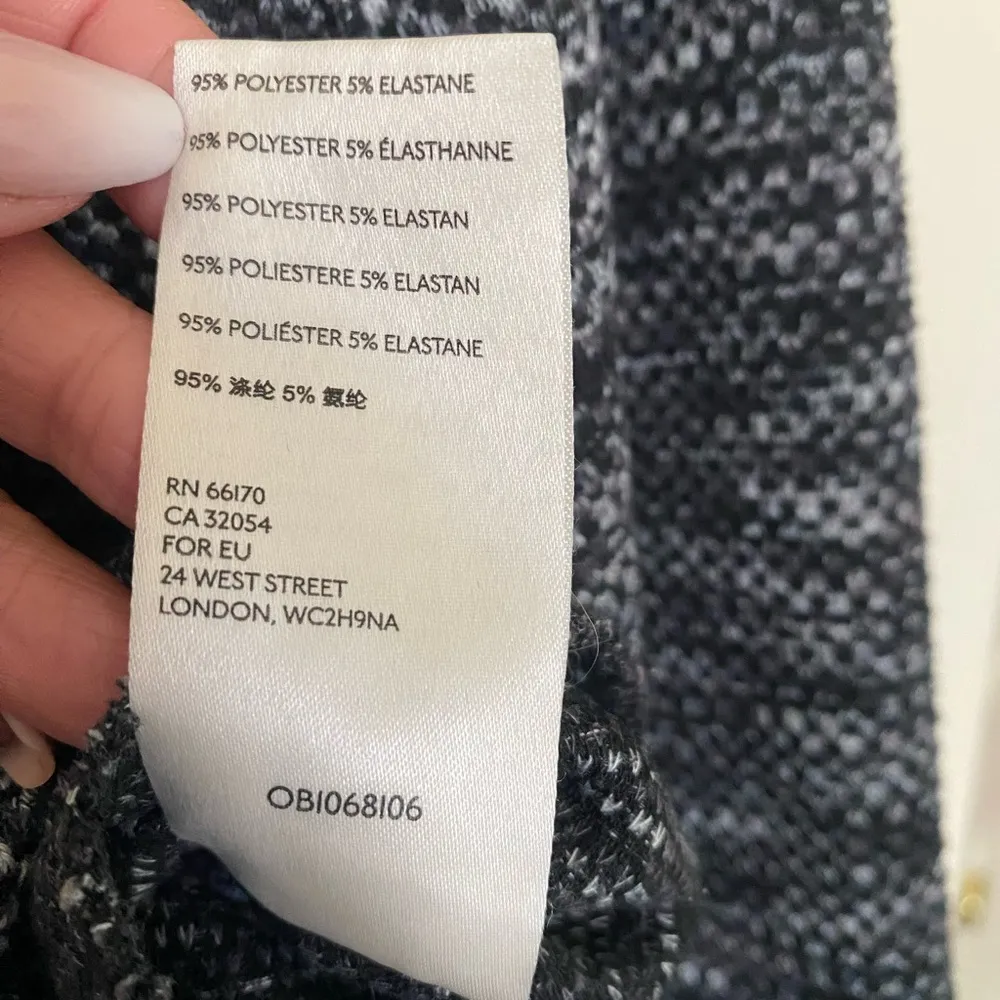 95% POLYESTER 5% ELASTANE
95% POLYESTER 5% ÉLASTHANNE
95% POLYESTER 5% ELASTAN
95% POLIESTERE 5% ELASTAN
95% POLIÉSTER 5% ELASTANE
95% 涤纶 5% 氨纶
RN 66170
CA 32054
FOR EU
24 WEST STREET
LONDON, WC2H9NA
OB1068106